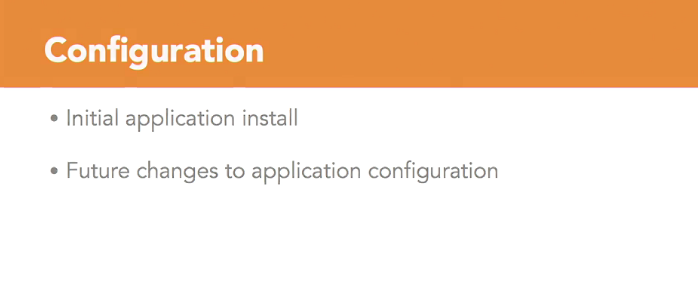 Configuration
• Initial application install
• Future changes to application configuration